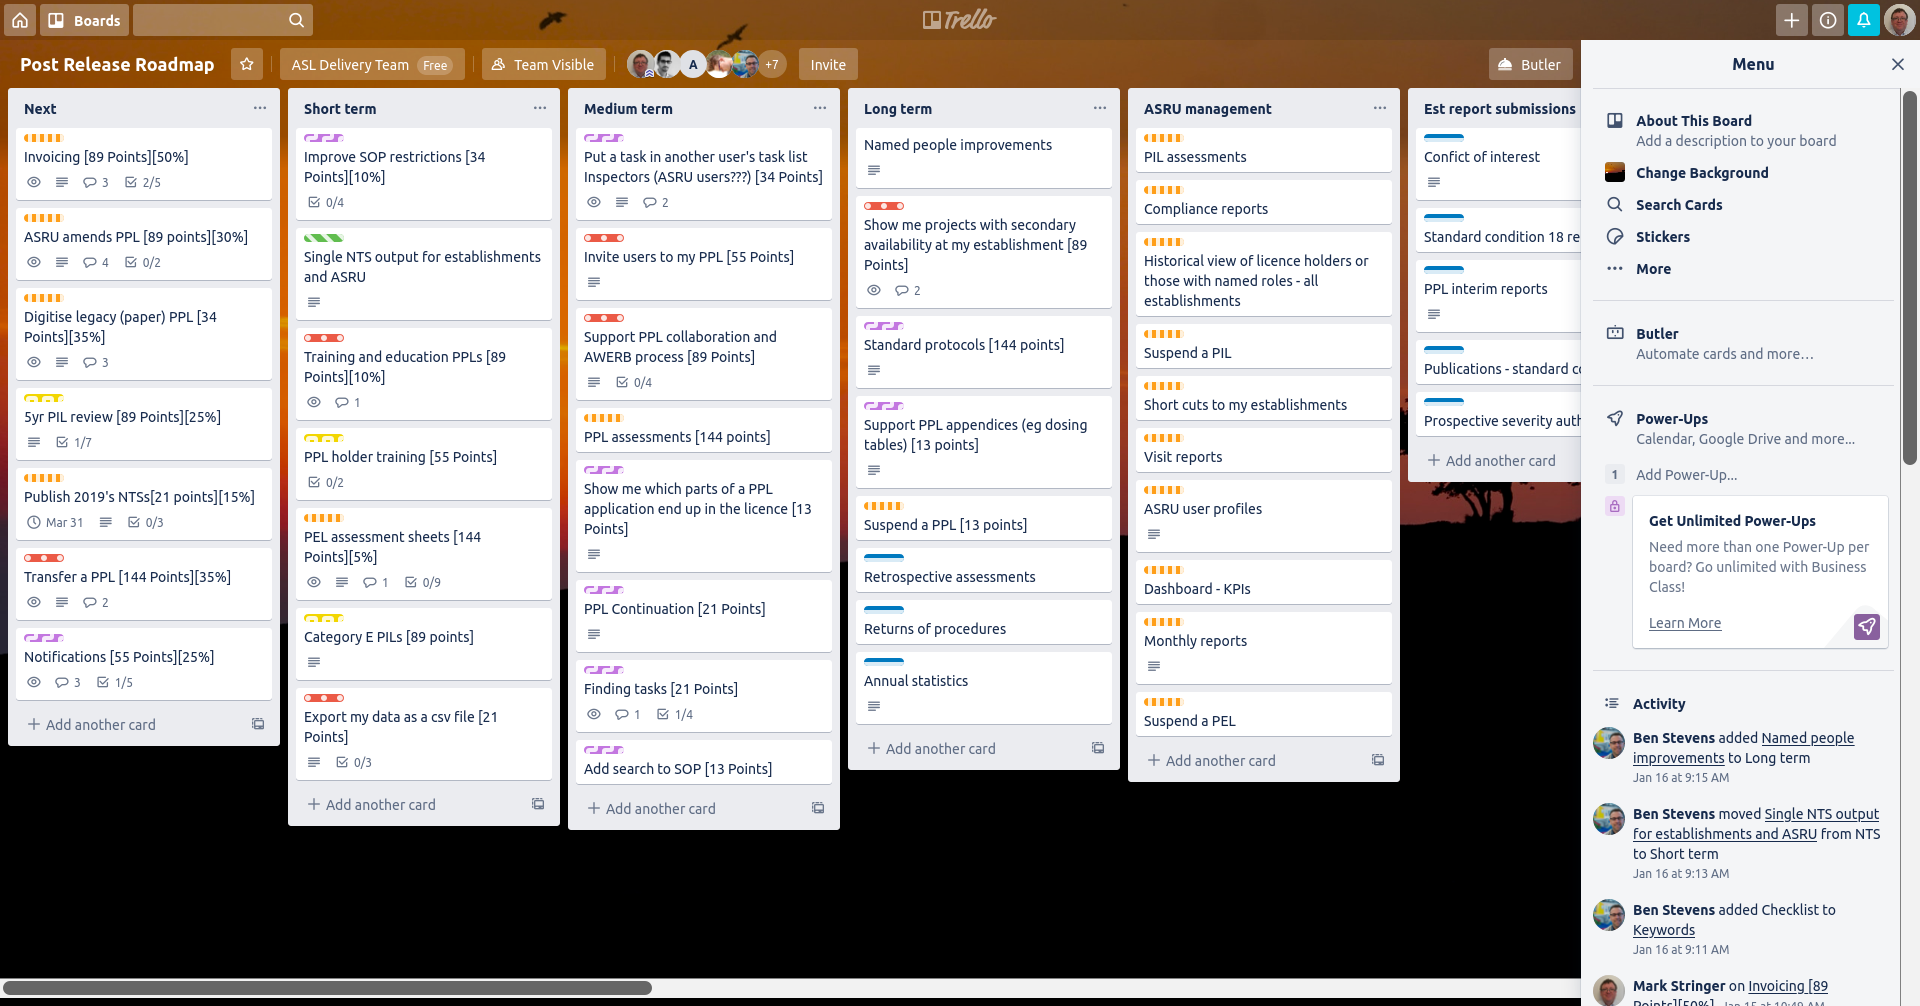 Boards
Trello
Post Release Roadmap
ASL Delivery Team Free
Team Visible
A
+7
Invite
Butler
Next
Invoicing [89 Points][50%]
3 2/5
ASRU amends PPL [89 points][30%]
4 0/2
Digitise legacy (paper) PPL [34
Points][35%]
3
5yr PIL review [89 Points][25%]
1/7
Publish 2019's NTSs[21 points][15%]
Mar 31 0/3
Transfer a PPL [144 Points][35%]
2
Notifications [55 Points][25%]
3 1/5
Add another card
Short term
Improve SOP restrictions [34
Points][10%]
0/4
Single NTS output for establishments
and ASRU
Training and education PPLs [89
Points][10%]
1
PPL holder training [55 Points]
0/2
PEL assessment sheets [144
Points][5%]
1 0/9
Category E PILs [89 points]
Export my data as a csv file [21
Points]
0/3
Add another card
Medium term
Put a task in another user's task list
Inspectors (ASRU users???) [34 Points]
2
Invite users to my PPL [55 Points]
Support PPL collaboration and
AWERB process [89 Points]
0/4
PPL assessments [144 points]
Show me which parts of a PPL
application end up in the licence [13
Points]
PPL Continuation [21 Points]
Finding tasks [21 Points]
1 1/4
Add search to SOP [13 Points]
Add another card
Long term
Named people improvements
Show me projects with secondary
availability at my establishment [89
Points]
2
Standard protocols [144 points]
Support PPL appendices (eg dosing
tables) [13 points]
Suspend a PPL [13 points]
Retrospective assessments
Returns of procedures
Annual statistics
Add another card
ASRU management
PIL assessments
Compliance reports
Historical view of licence holders or
those with named roles - all
establishments
Suspend a PIL
Short cuts to my establishments
Visit reports
ASRU user profiles
Dashboard - KPIs
Monthly reports
Suspend a PEL
Add another card
Est report submissions
Confict of interest
Standard condition 18 re
PPL interim reports
Publications - standard co
Prospective severity auth
Add another card
Menu
About This Board
Add a description to your board
Change Background
Search Cards
Stickers
More
Butler
Automate cards and more…
Power-Ups
Calendar, Google Drive and more...
1 Add Power-Up...
Get Unlimited Power-Ups
Need more than one Power-Up per
board? Go unlimited with Business
Class!
Learn More
Activity
Ben Stevens added Named people
improvements to Long term
Jan 16 at 9:15 AM
Ben Stevens moved Single NTS output
for establishments and ASRU from NTS
to Short term
Jan 16 at 9:13 AM
Ben Stevens added Checklist to
Keywords
Jan 16 at 9:11 AM
Mark Stringer on Invoicing [89
Points][50%] Jan 15 at 10:49 AM